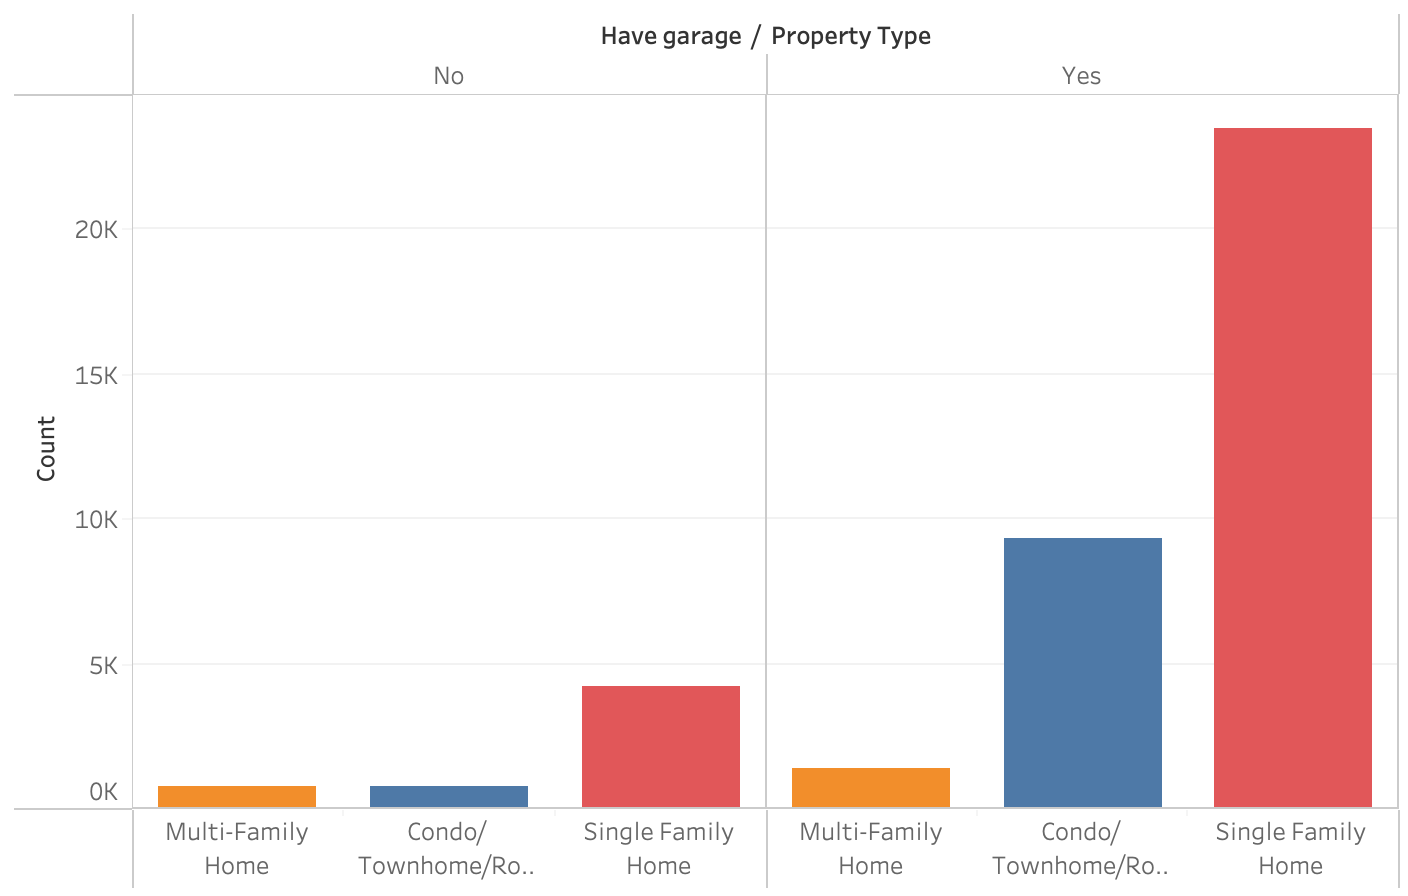 Have garage / Property Type
No
Yes
20K
15K
10K
5K
0K
Count
Multi-Family
Home
Condo/
Townhome/Ro..
Single Family
Home
Multi-Family
Home
Condo/
Townhome/Ro..
Single Family
Home